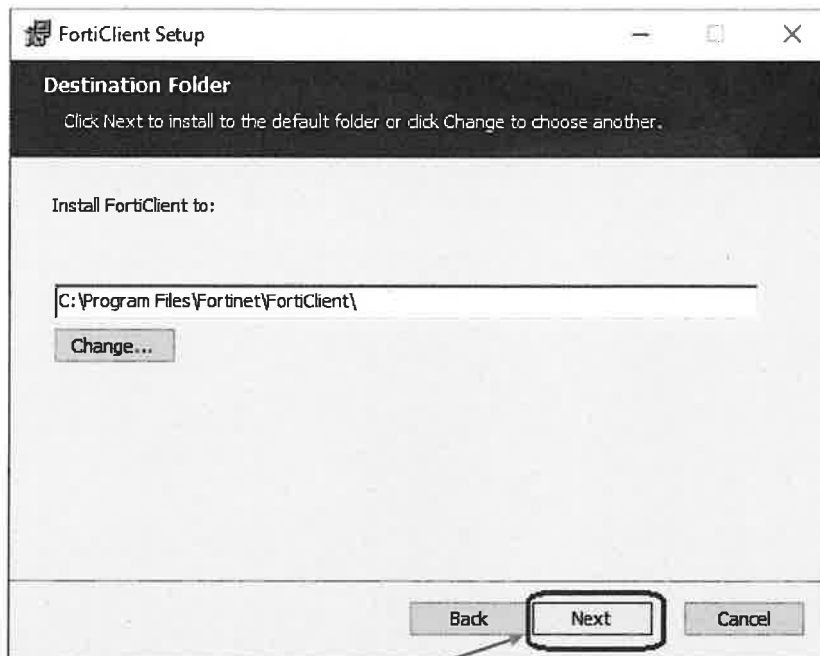 FortiClient Setup
Destination Folder
Click Next to install to the default folder or click Change to choose another.
Install FortiClient to:
C:\Program Files\Fortinet\FortiClient\
Change...
Back Next Cancel